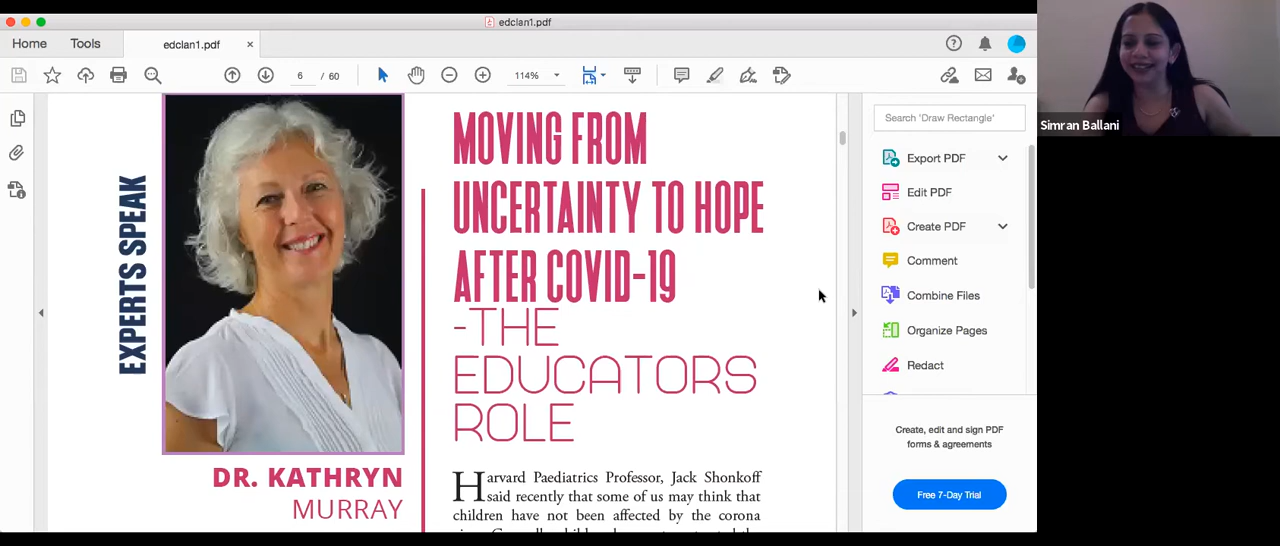 edclan1.pdf
Home
Tools
edclan1.pdf
6 / 60
114%
Search 'Draw Rectangle'
Export PDF
Edit PDF
Create PDF
Comment
Combine Files
Organize Pages
Redact
Create, edit and sign PDF
forms & agreements
Free 7-Day Trial
EXPERTS SPEAK
DR. KATHRYN
MURRAY
MOVING FROM
UNCERTAINTY TO HOPE
AFTER COVID-19
-THE
EDUCATORS
ROLE
Harvard Paediatrics Professor, Jack Shonkoff
said recently that some of us may think that
children have not been affected by the corona
Simran Ballani